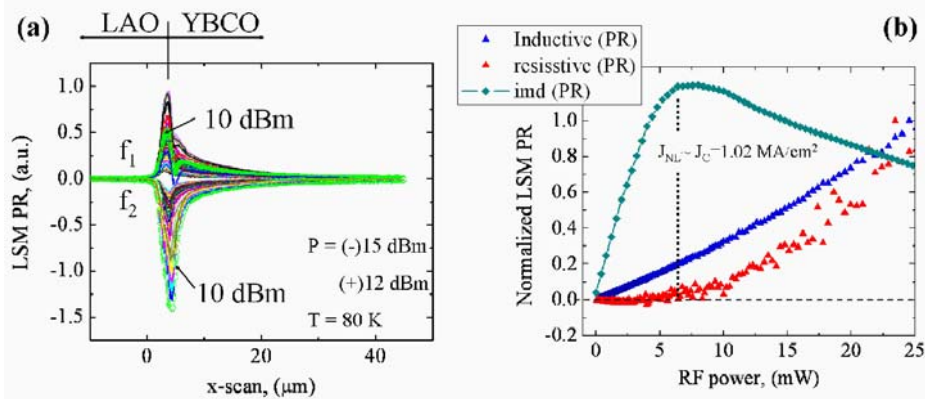 (a)
LAO YBCO
1.0
0.5
0.0
-0.5
-1.0
-1.5
LSM PR, (a.u.)
10 dBm
f1
f2
P = (-)15 dBm
(+)12 dBm
10 dBm
T = 80 K
0 20 40
x-scan, (μm)
(b)
Inductive (PR)
resisstive (PR)
imd (PR)
1.0
0.8
0.6
0.4
0.2
0.0
-0.2
Normalized LSM PR
JNL~ JC=1.02 MA/cm²
0 5 10 15 20 25
RF power, (mW)